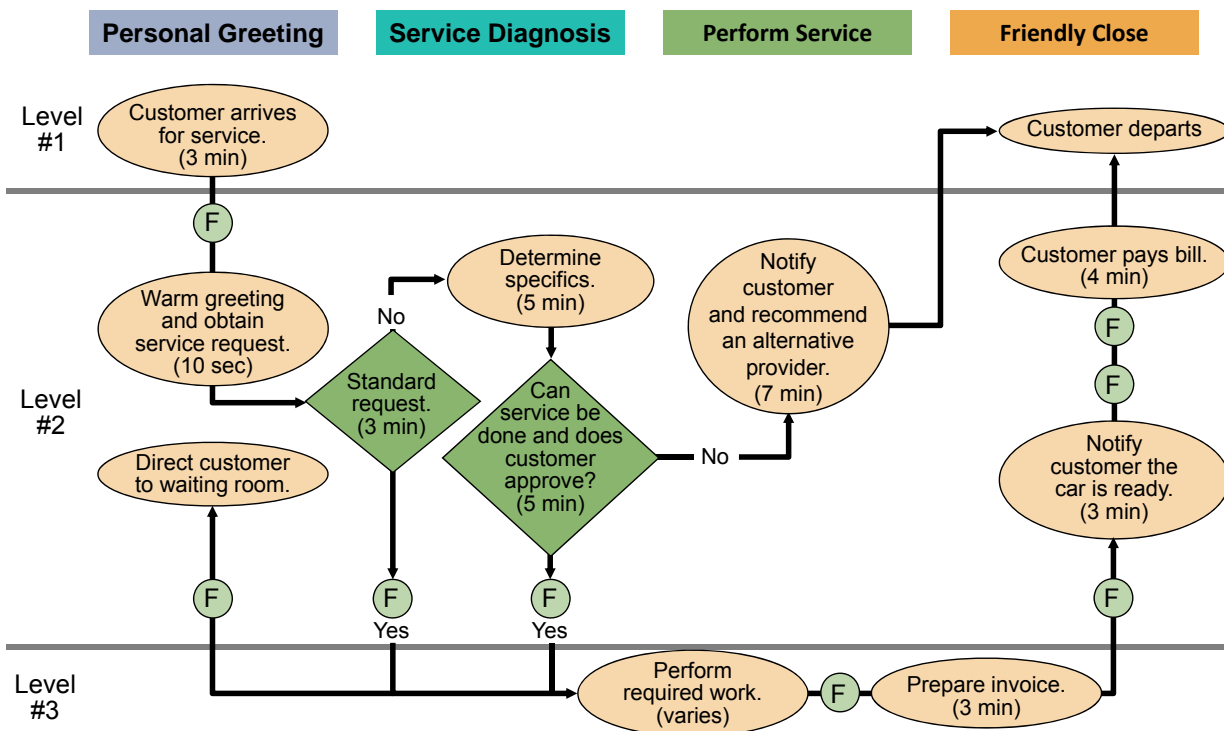 Personal Greeting
Service Diagnosis
Perform Service
Friendly Close
Level
#1
Customer arrives
for service.
(3 min)
Customer departs
F
Level
#2
Warm greeting
and obtain
service request.
(10 sec)
No
Determine
specifics.
(5 min)
Standard
request.
(3 min)
Can
service be
done and does
customer
approve?
(5 min)
No
Notify
customer
and recommend
an alternative
provider.
(7 min)
Customer pays bill.
(4 min)
F
F
Notify
customer the
car is ready.
(3 min)
Direct customer
to waiting room.
F
F
Yes
F
Yes
F
Level
#3
Perform
required work.
(varies)
F
Prepare invoice.
(3 min)